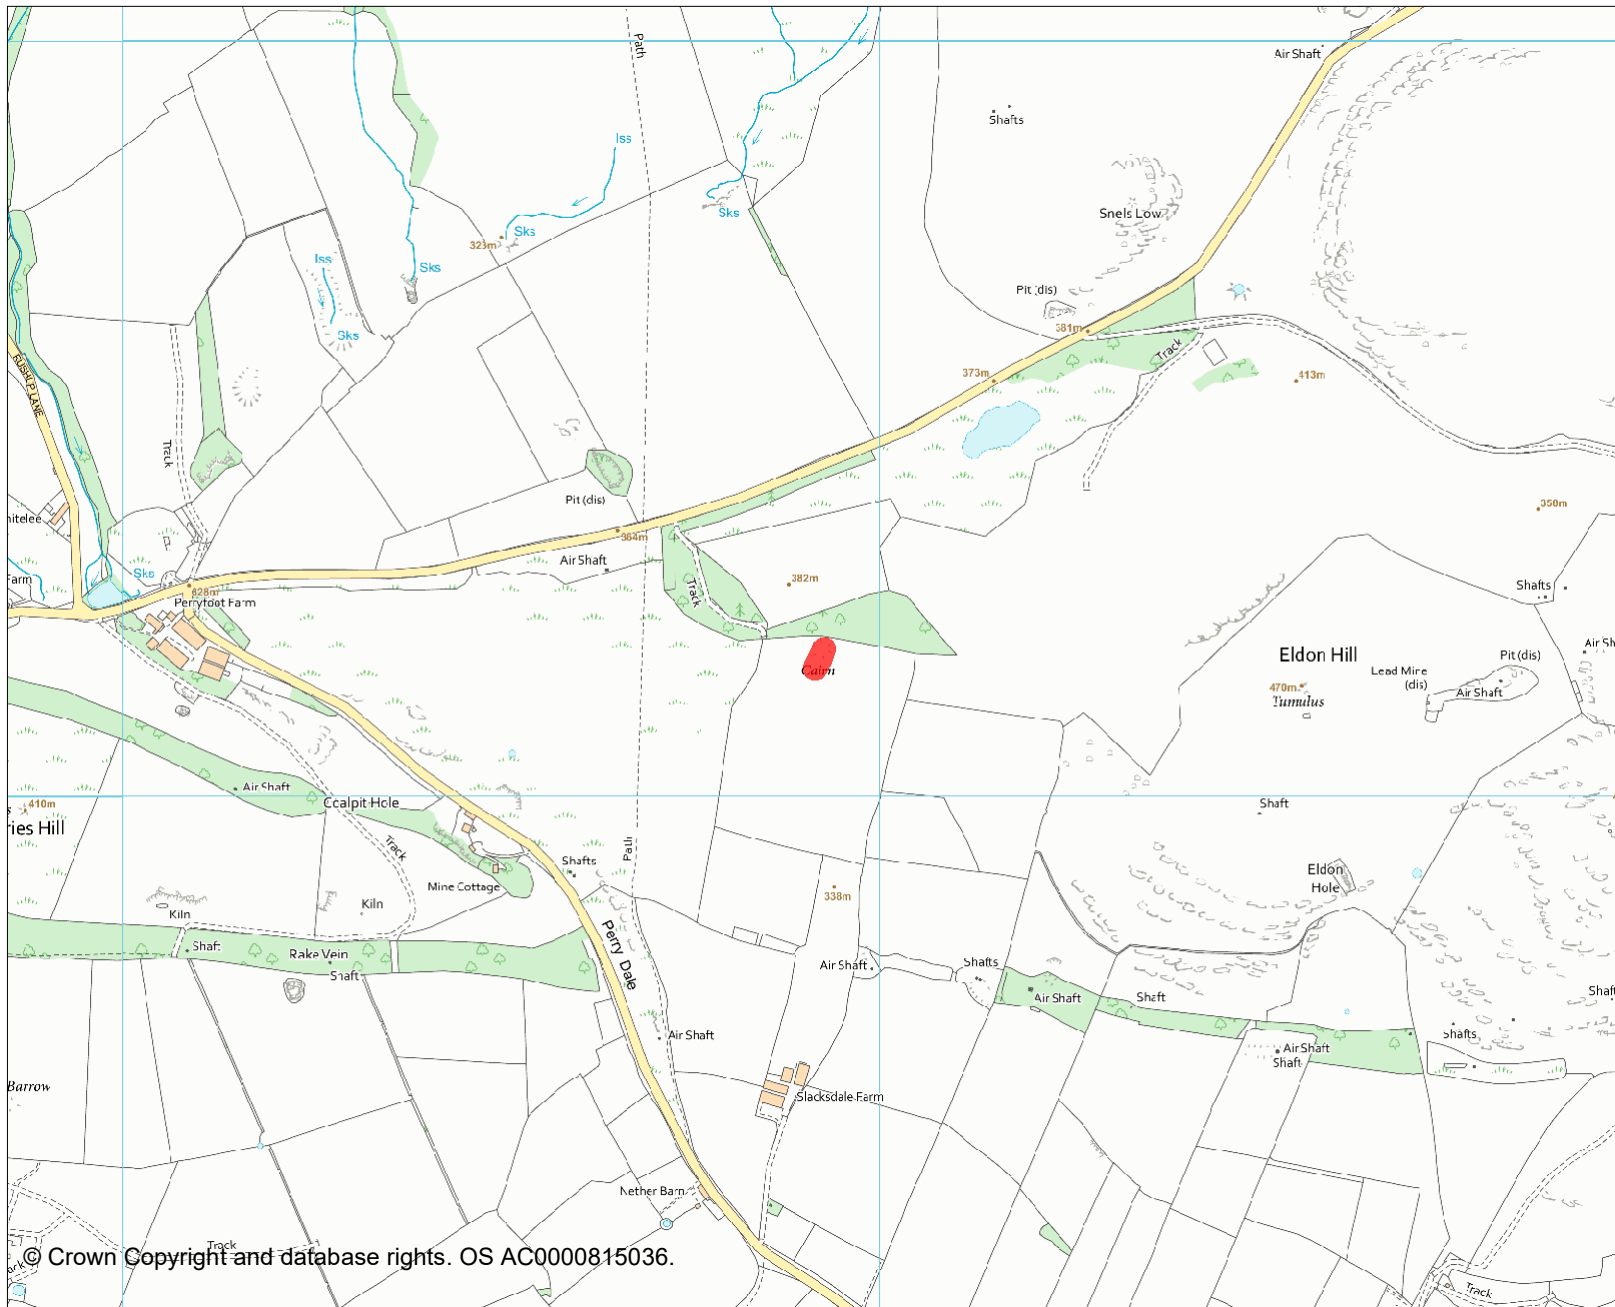 Path
Air Shaft
Shafts
Iss
Snels Low
Sks
Sks
323m
Iss
Sks
Pit (dis)
Sks
381m
RUSHUP LANE
Track
373m
413m
Track
Pit (dis)
350m
364m
Air Shaft
Sks
Farm
328m
Perryfoot Farm
382m
Track
Shafts
Cairn
Eldon Hill
Pit (dis)
Lead Mine
(dis)
Air Shaft
470m
Tumulus
Air Shaft
410m
Coalpit Hole
Shaft
ries Hill
Track
Path
Shafts
Eldon
Hole
Mine Cottage
338m
Kiln
Kiln
Shaft
Rake Vein
Shaft
Perry Dale
Air Shaft
Shafts
Air Shaft
Shaft
Air Shaft
Shafts
Air Shaft
Shaft
Barrow
Slacksdale Farm
Nether Barn
Track
© Crown Copyright and database rights. OS AC0000815036.
Track